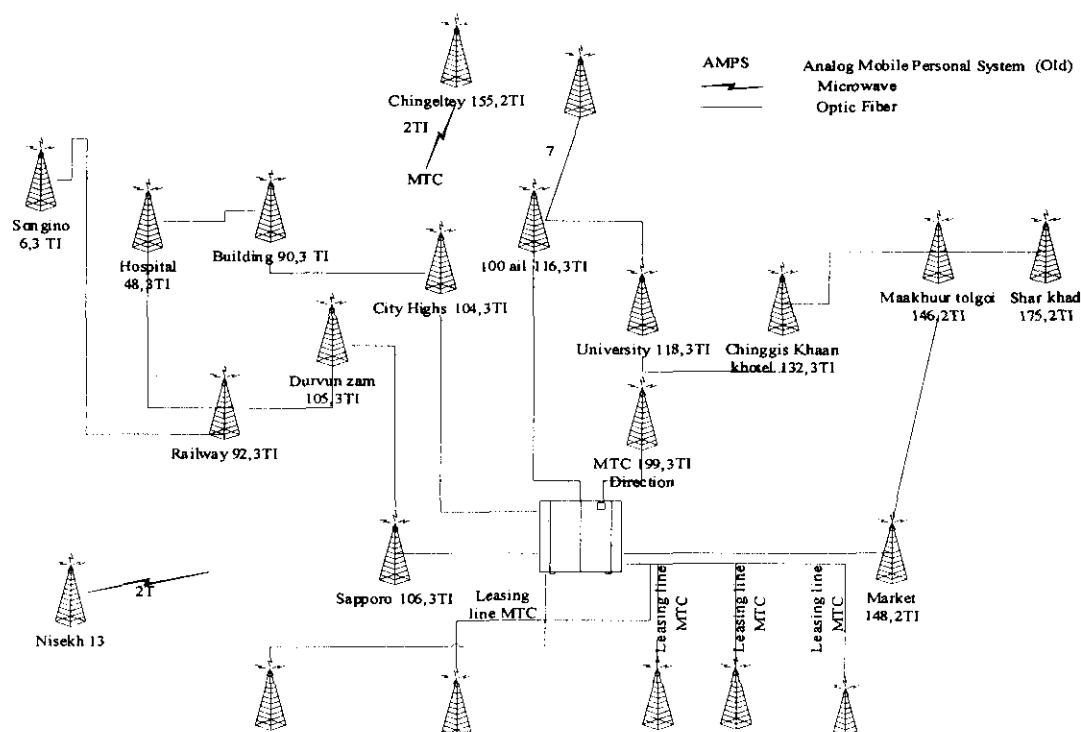 AMPS Analog Mobile Personal System (Old)
Microwave
Optic Fiber
Chingeltey 155,2TI
2TI
MTC
7
Songino
6,3 TI
Hospital
48,3TI
Building 90,3 TI
City Highs 104,3TI
100 ail 116,3TI
University 118,3TI
Chinggis Khaan
khotel 132,3TI
Maakhuur tolgoi
146,2TI
Shar khad
175,2TI
Durvun zam
105,3TI
Railway 92,3TI
MTC 199,3TI
Direction
2T
Nisekh 13
Sapporo 106,3TI
Leasing
line MTC
Leasing line
MTC
Leasing line
MTC
Leasing line
MTC
Market
148,2TI